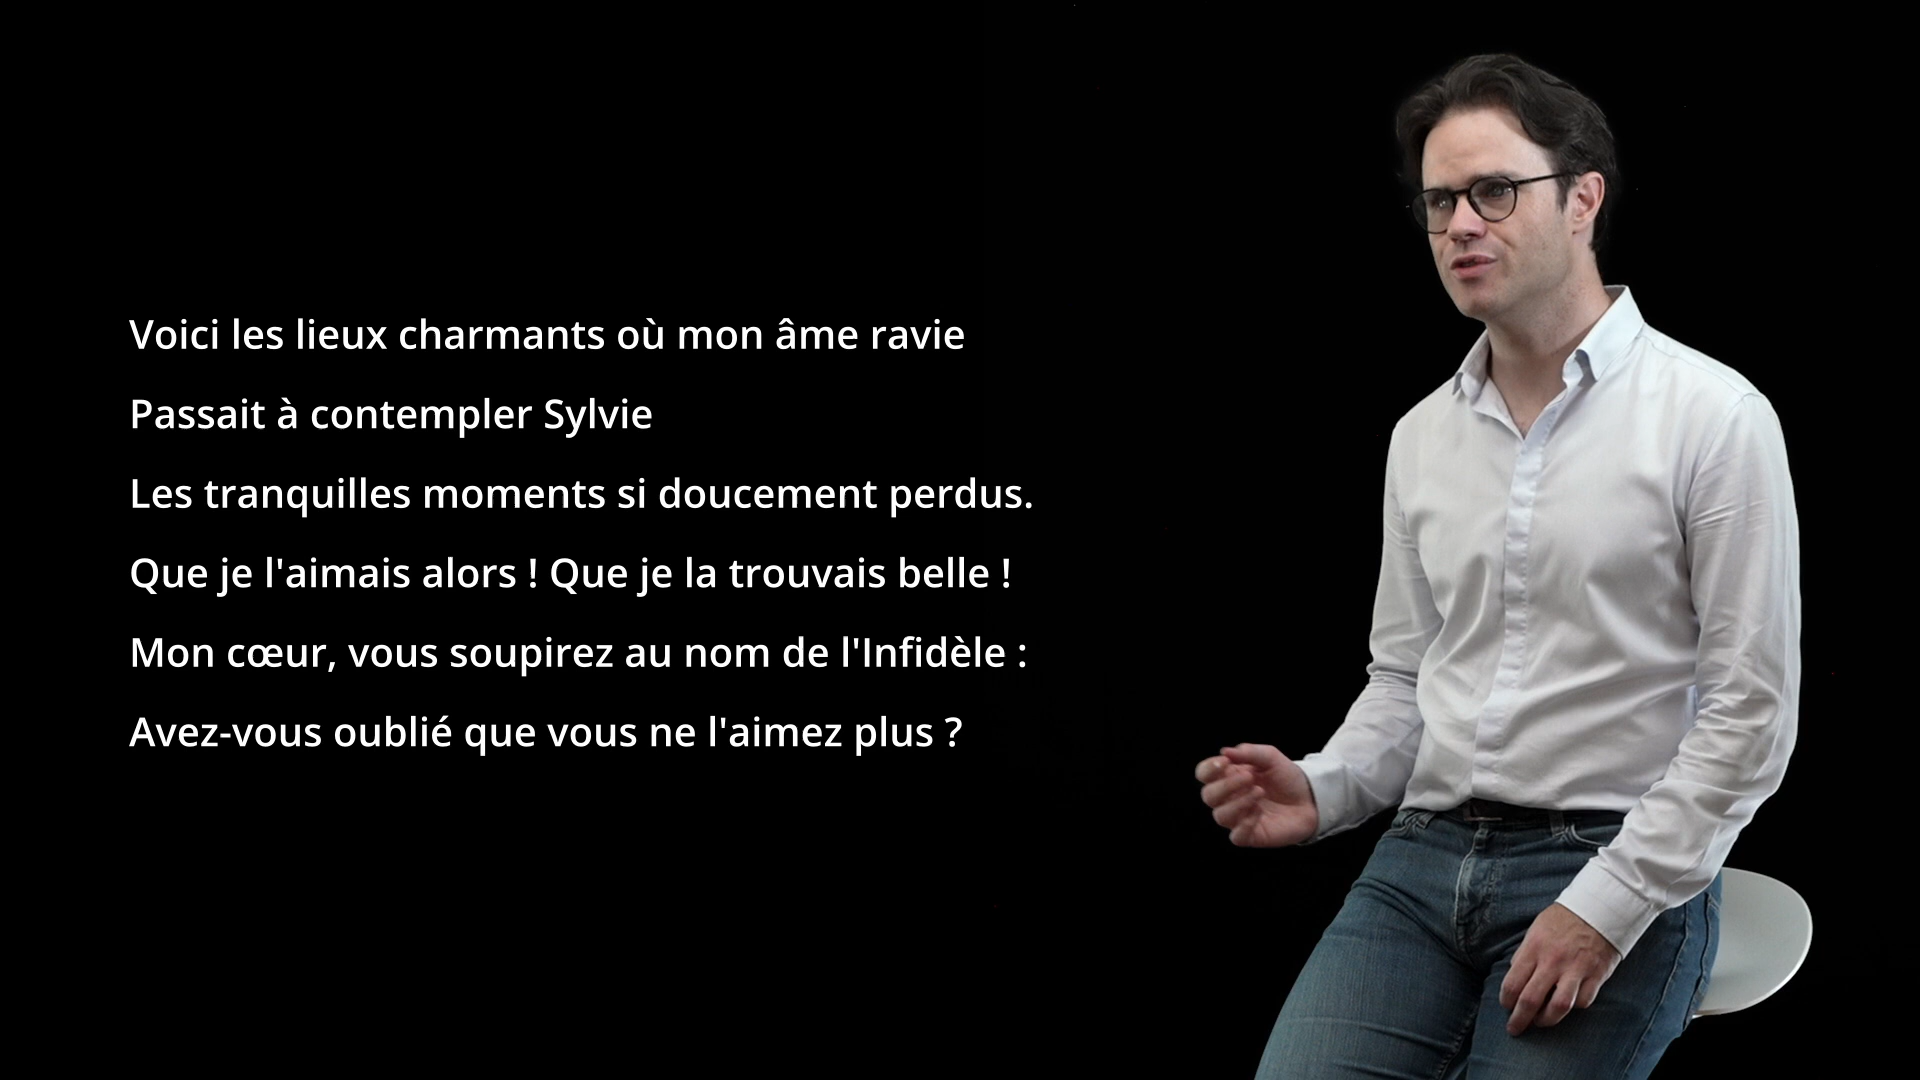 Voici les lieux charmants où mon âme ravie
Passait à contempler Sylvie
Les tranquilles moments si doucement perdus.
Que je l'aimais alors ! Que je la trouvais belle !
Mon cœur, vous soupirez au nom de l'Infidèle :
Avez-vous oublié que vous ne l'aimez plus ?